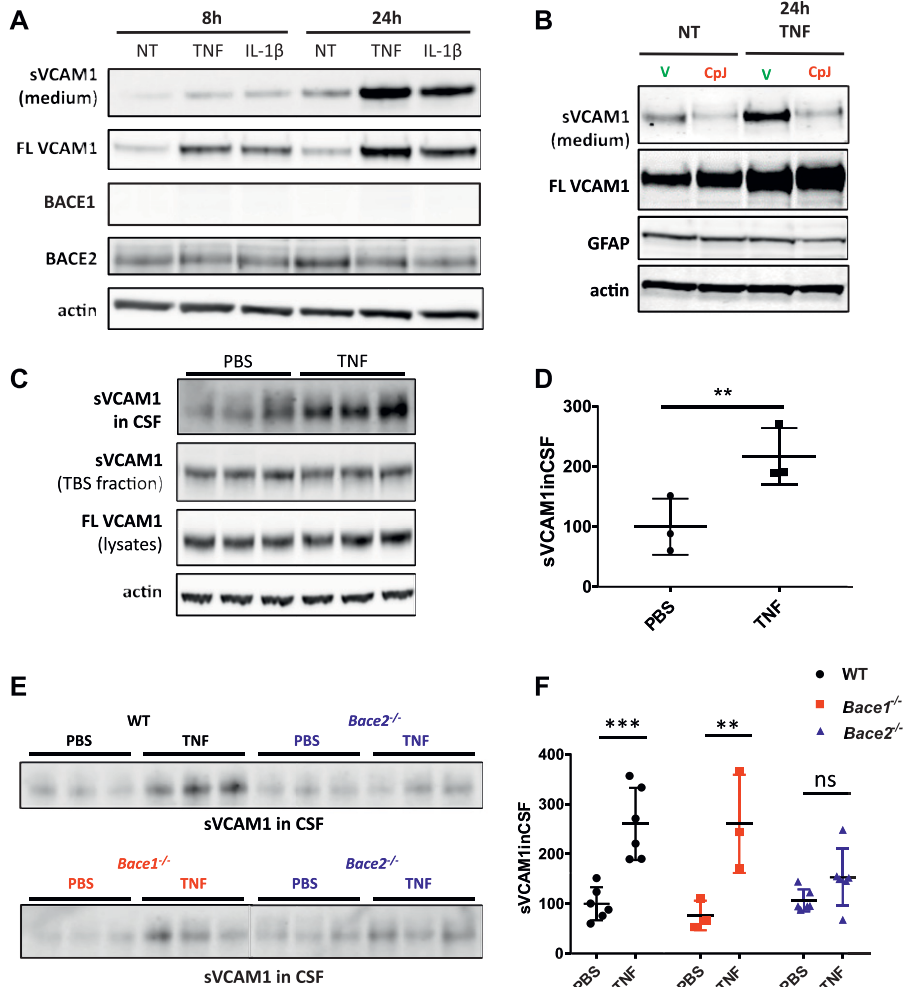 A
8h
24h
NT TNF IL-1β NT TNF IL-1β
sVCAM1
(medium)
FL VCAM1
BACE1
BACE2
actin
B
24h
NT TNF
V CpJ V CpJ
sVCAM1
(medium)
FL VCAM1
GFAP
actin
C
PBS TNF
sVCAM1
in CSF
sVCAM1
(TBS fraction)
FL VCAM1
(lysates)
actin
D
**
300
200
100
0
sVCAM1inCSF
PBS
TNF
E
WT Bace2-/-
PBS TNF PBS TNF
sVCAM1 in CSF
Bace1-/- Bace2-/-
PBS TNF PBS TNF
sVCAM1 in CSF
F
WT
Bace1-/-
Bace2-/-
*** ** ns
400
300
200
100
0
sVCAM1inCSF
PBS TNF PBS TNF PBS TNF